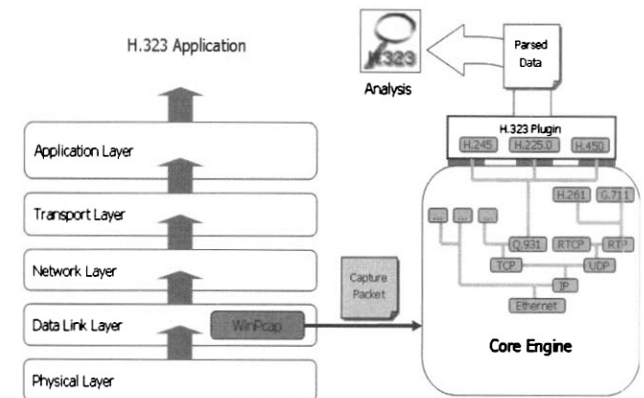 H.323 Application
Application Layer
Transport Layer
Network Layer
Data Link Layer
WinPcap
Physical Layer
Capture
Packet
H.323
Analysis
Parsed
Data
H.323 Plugin
H.245
H.225.0
H.450
H.261
G.711
...
...
...
Q.931
RTCP
RTP
TCP
UDP
IP
Ethernet
Core Engine